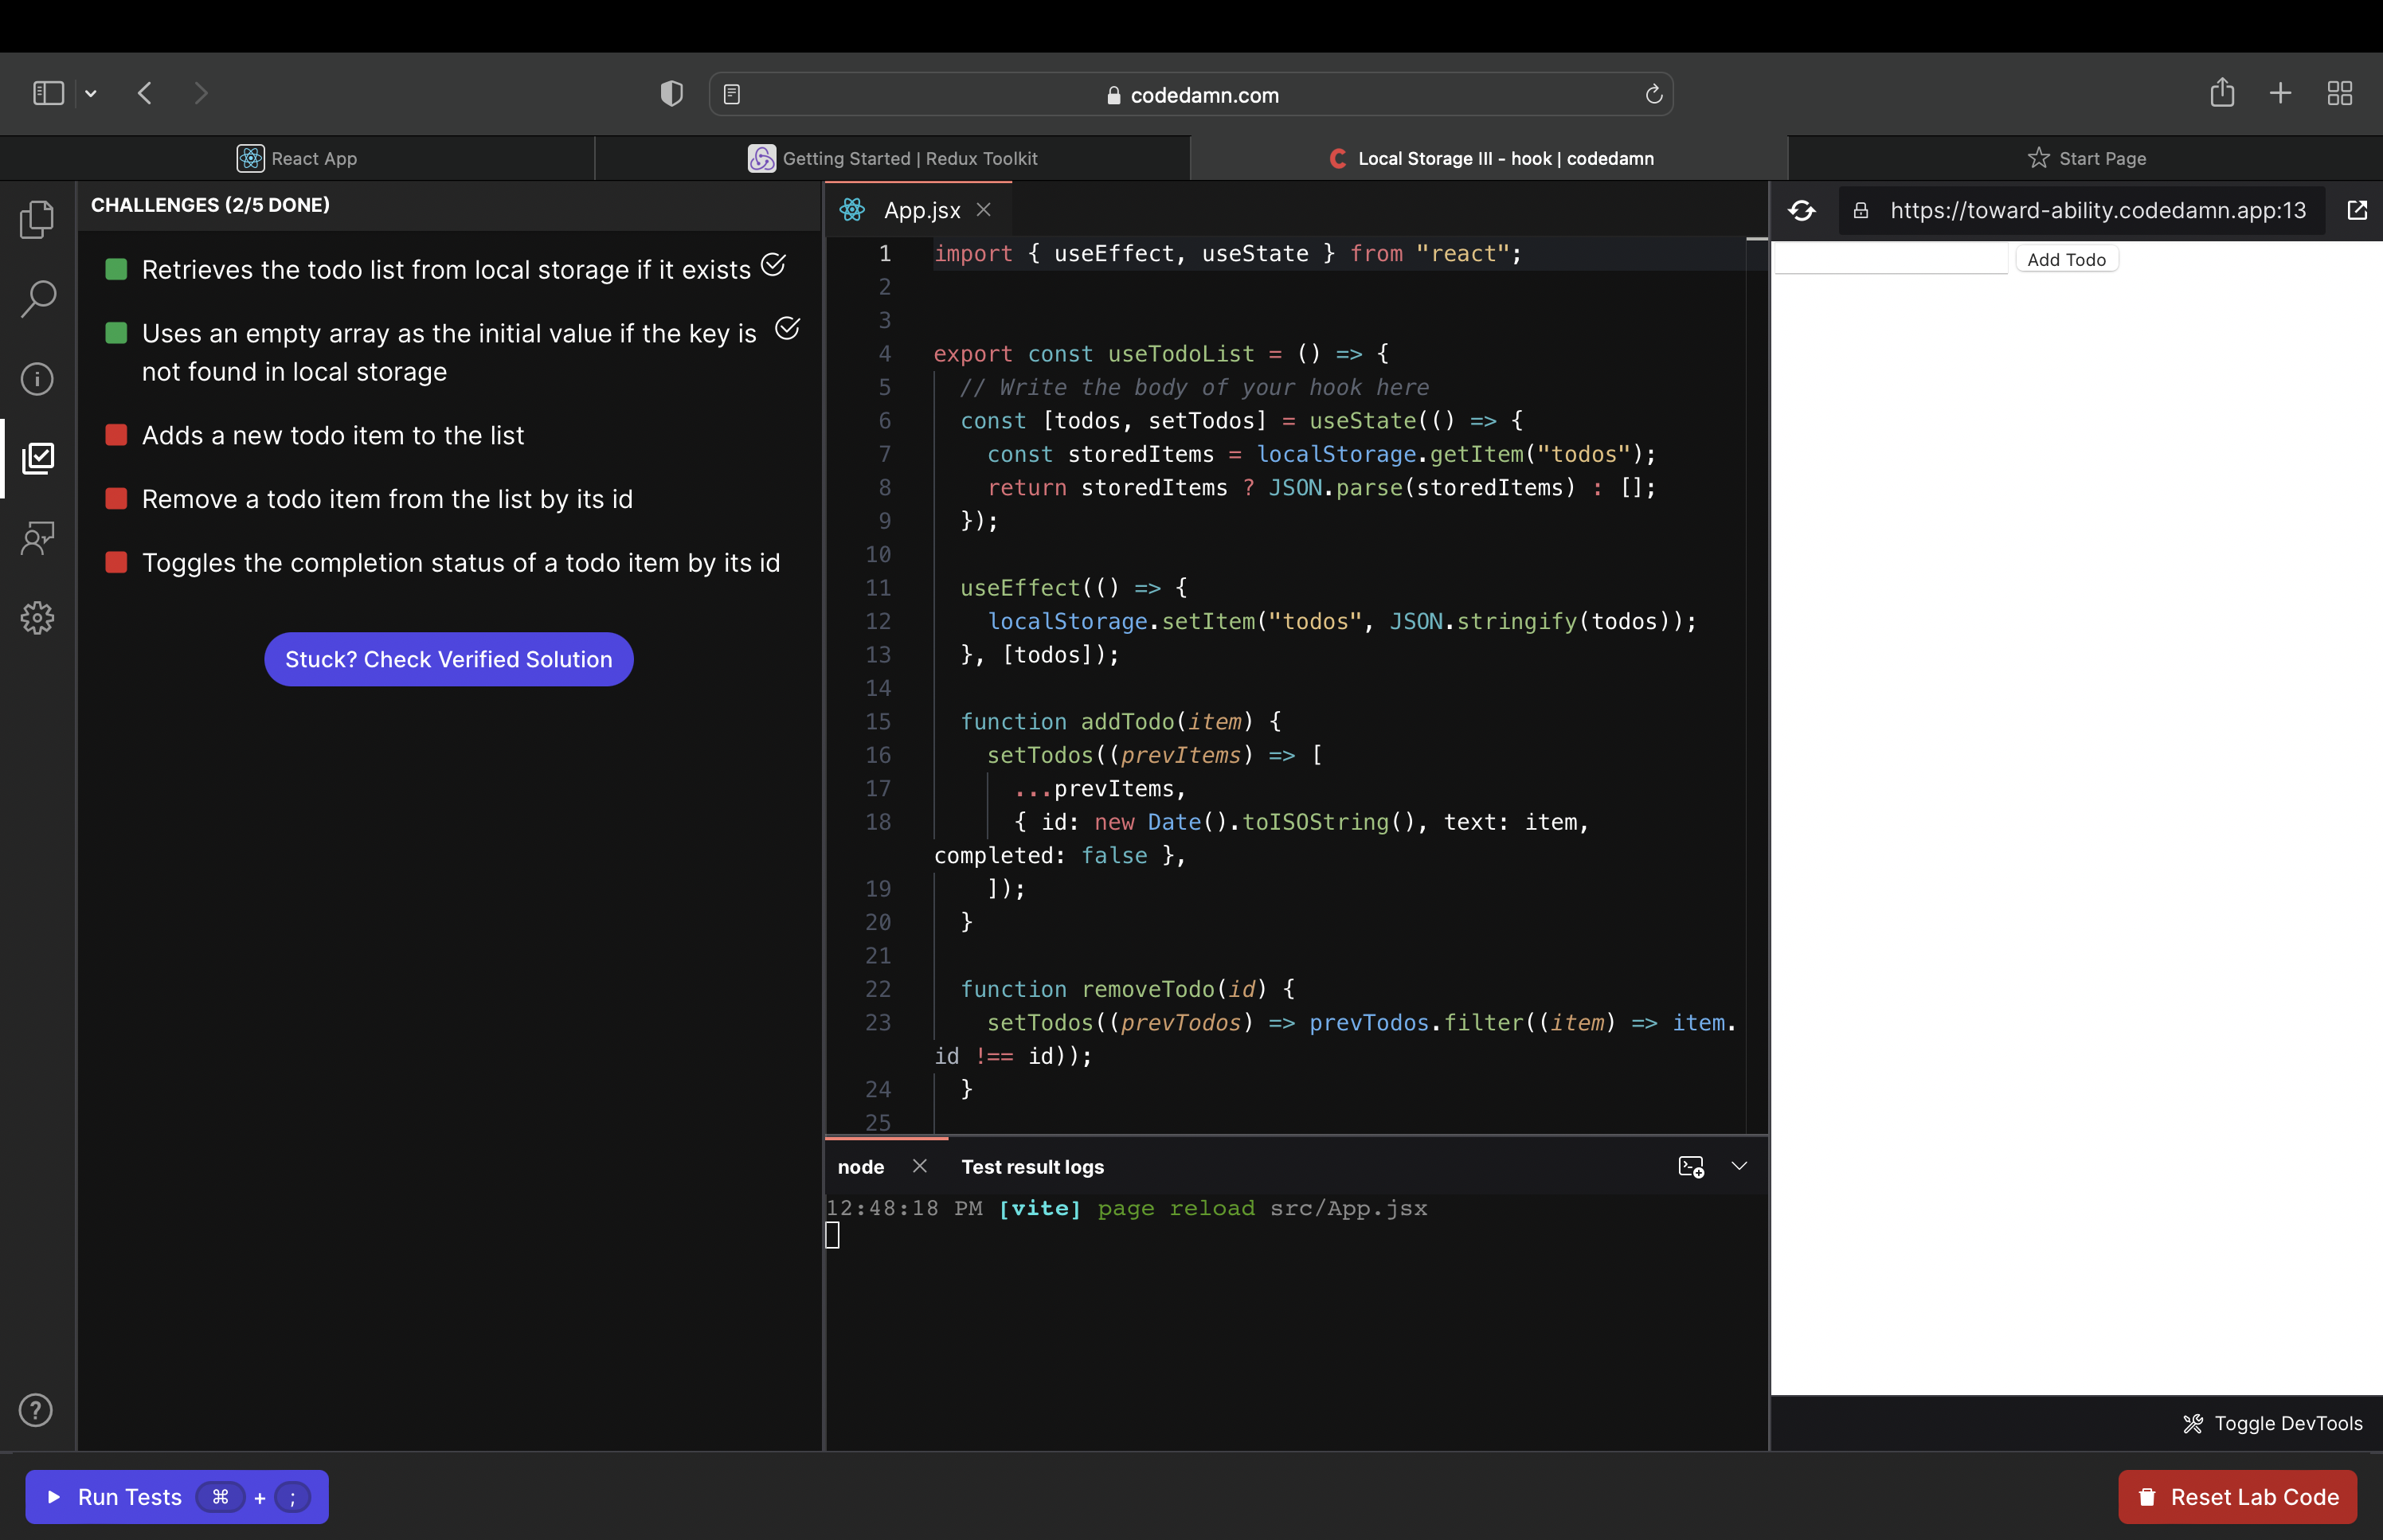 codedamn.com
React App
Getting Started | Redux Toolkit
Local Storage III - hook | codedamn
Start Page
CHALLENGES (2/5 DONE)
Retrieves the todo list from local storage if it exists
Uses an empty array as the initial value if the key is
not found in local storage
Adds a new todo item to the list
Remove a todo item from the list by its id
Toggles the completion status of a todo item by its id
Stuck? Check Verified Solution
App.jsx
1 import { useEffect, useState } from "react";
2
3
4 export const useTodoList = () => {
5 // Write the body of your hook here
6 const [todos, setTodos] = useState(() => {
7 const storedItems = localStorage.getItem("todos");
8 return storedItems ? JSON.parse(storedItems) : [];
9 });
10
11 useEffect(() => {
12 localStorage.setItem("todos", JSON.stringify(todos));
13 }, [todos]);
14
15 function addTodo(item) {
16 setTodos((prevItems) => [
17 ...prevItems,
18 { id: new Date().toISOString(), text: item,
completed: false },
19 ]);
20 }
21
22 function removeTodo(id) {
23 setTodos((prevTodos) => prevTodos.filter((item) => item.
id !== id));
24 }
25
node
Test result logs
12:48:18 PM [vite] page reload src/App.jsx
https://toward-ability.codedamn.app:13
Add Todo
Toggle DevTools
Run Tests ⌘ + ;
Reset Lab Code